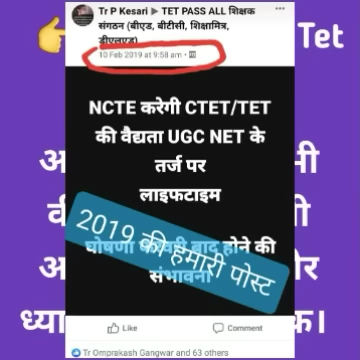 Tr P Kesari ▶ TET PASS ALL शिक्षक
संगठन (बीएड, बीटीसी, शिक्षामित्र,
डीएलएड)
10 Feb 2019 at 9:58 am
Tet
NCTE करेगी CTET/TET
की वैद्यता UGC NET के
तर्ज पर
लाइफटाइम
घोषणा बाद होने की
संभावना
2019 की हमारी पोस्ट
Like Comment
Tr Omprakash Gangwar and 63 others